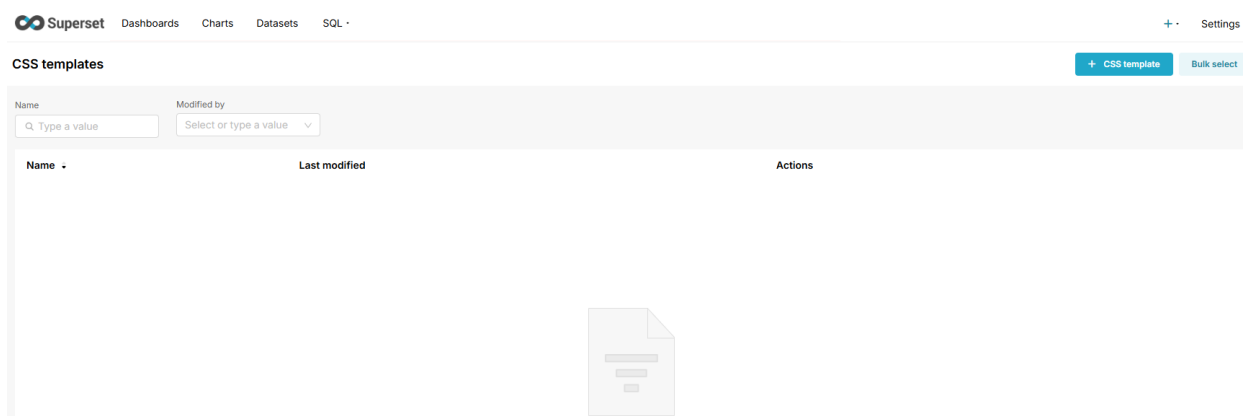 Superset Dashboards Charts Datasets SQL + Settings
CSS templates + CSS template Bulk select
Name Modified by
Type a value Select or type a value
Name Last modified Actions